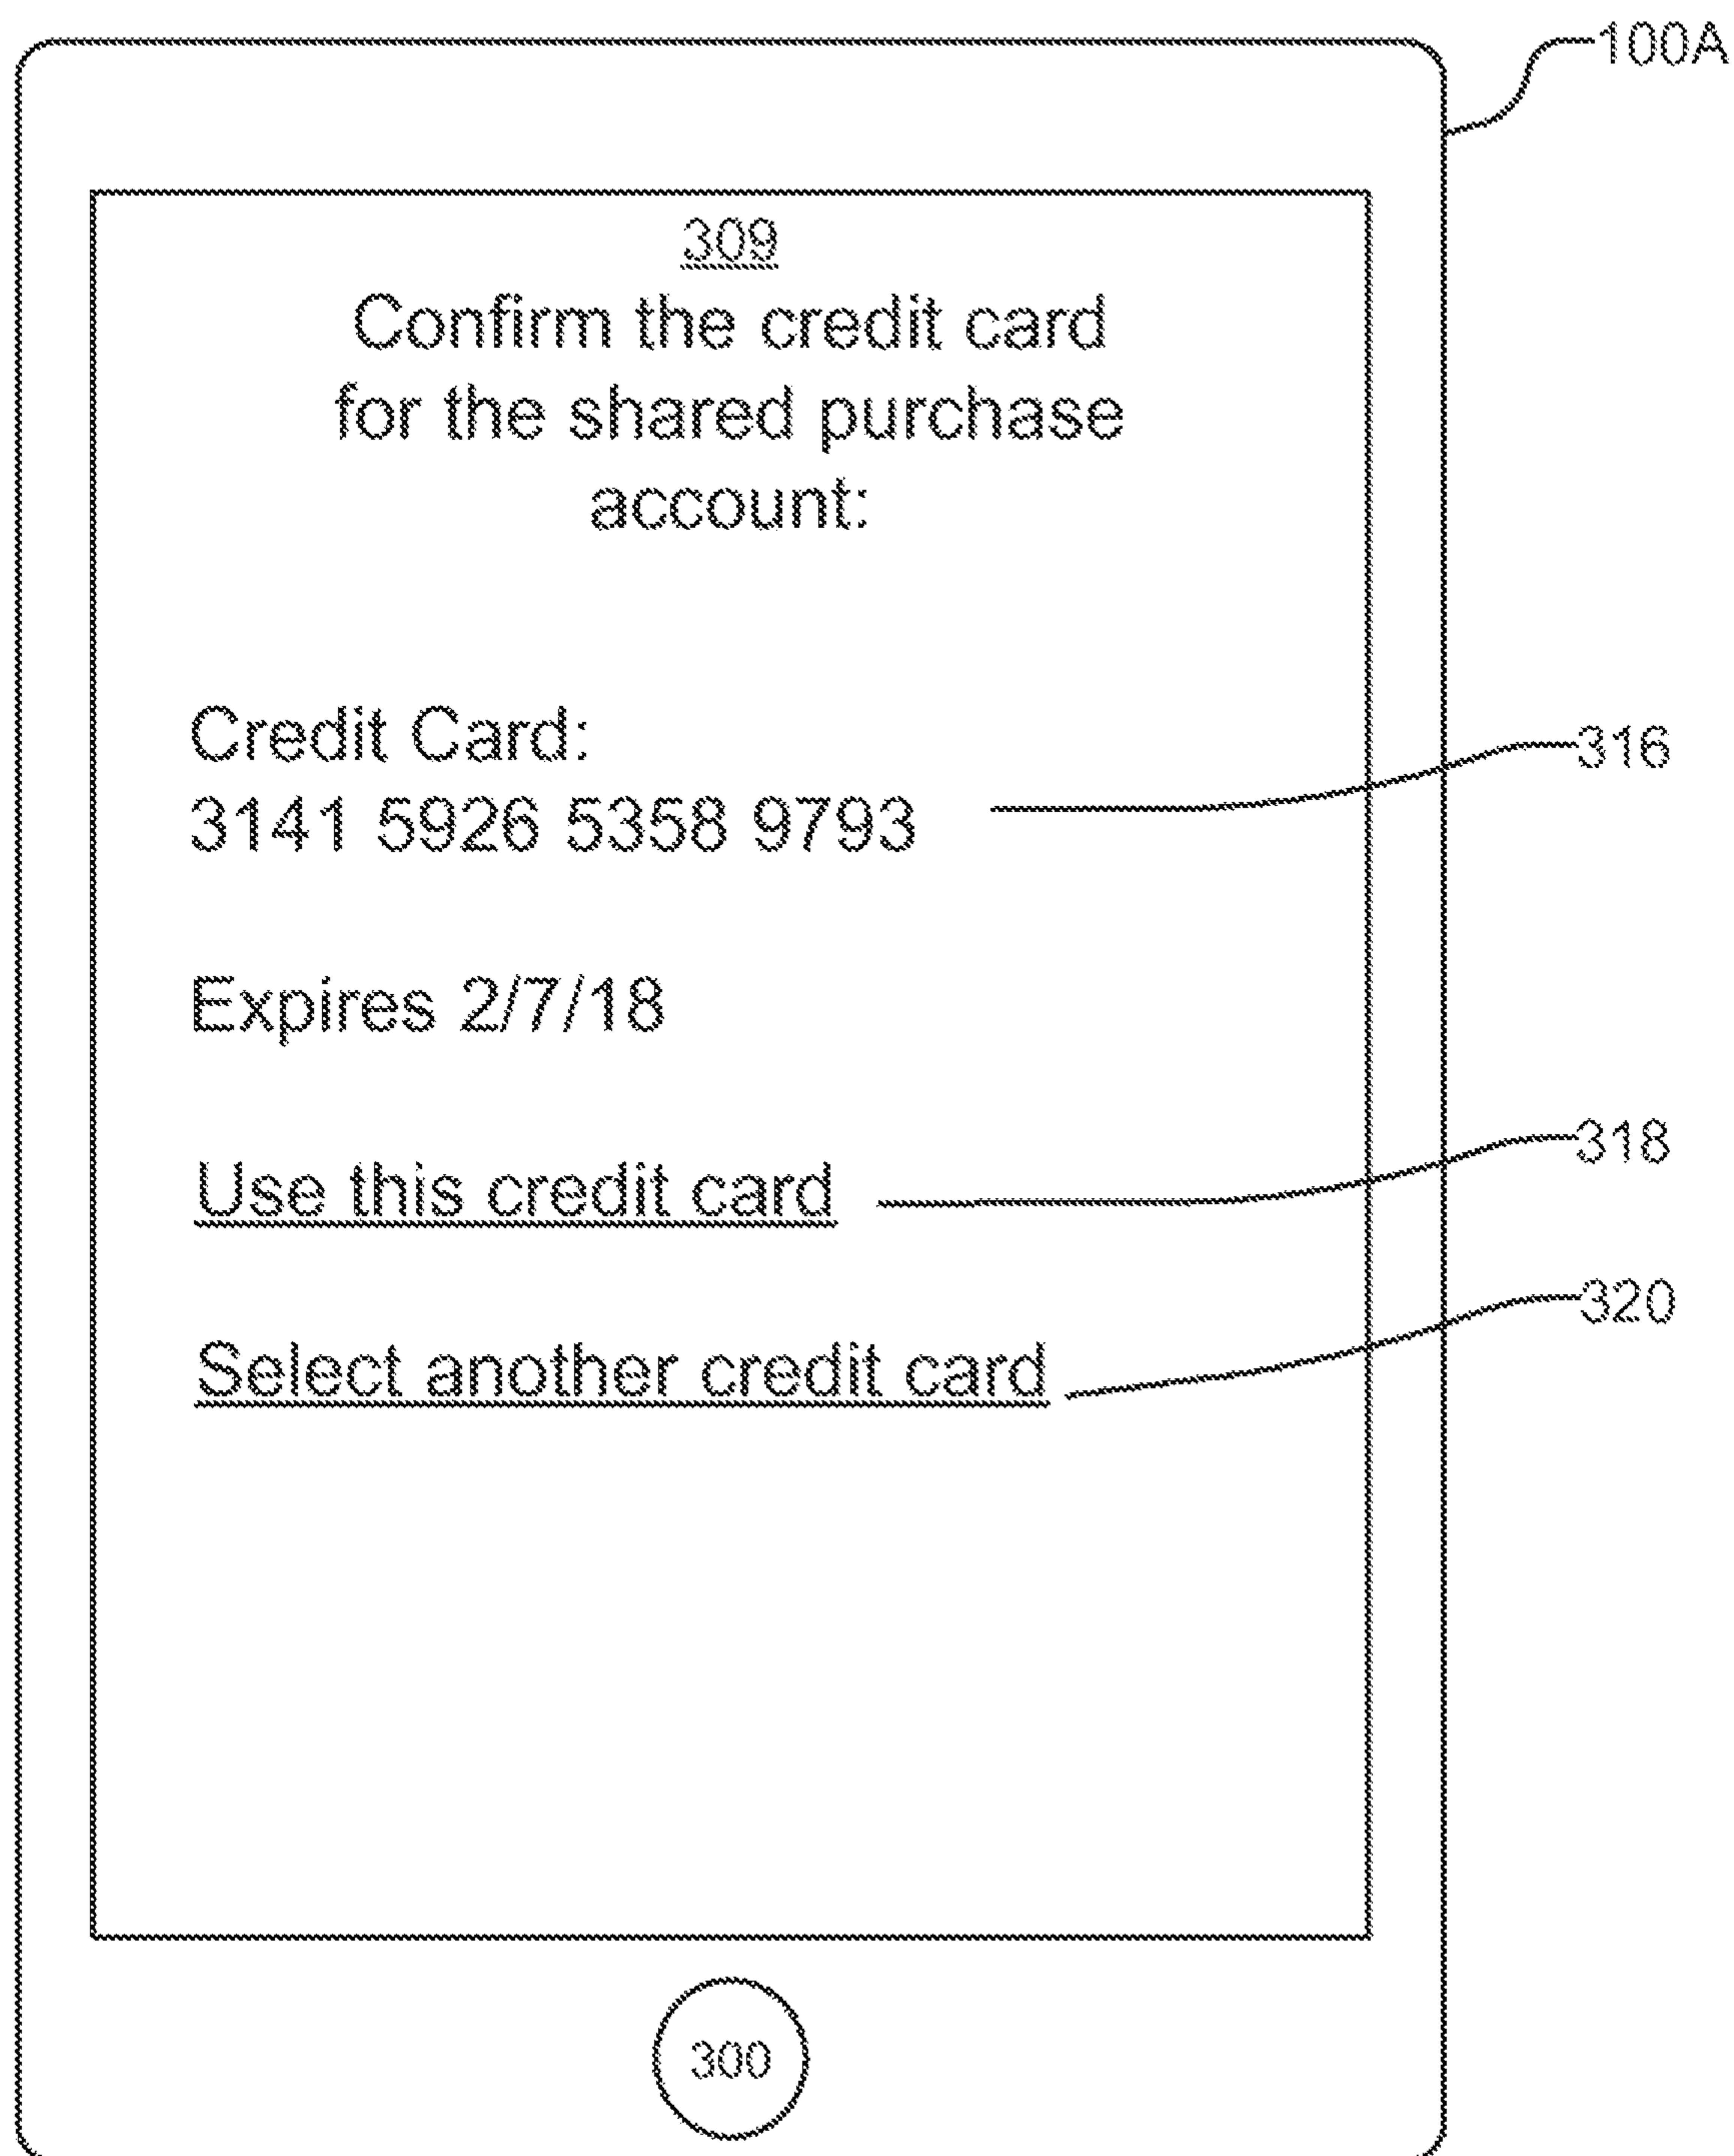 100A
309
Confirm the credit card
for the shared purchase
account:
Credit Card:
316
3141 5926 5358 9793
Expires 2/7/18
318
Use this credit card
320
Select another credit card
300